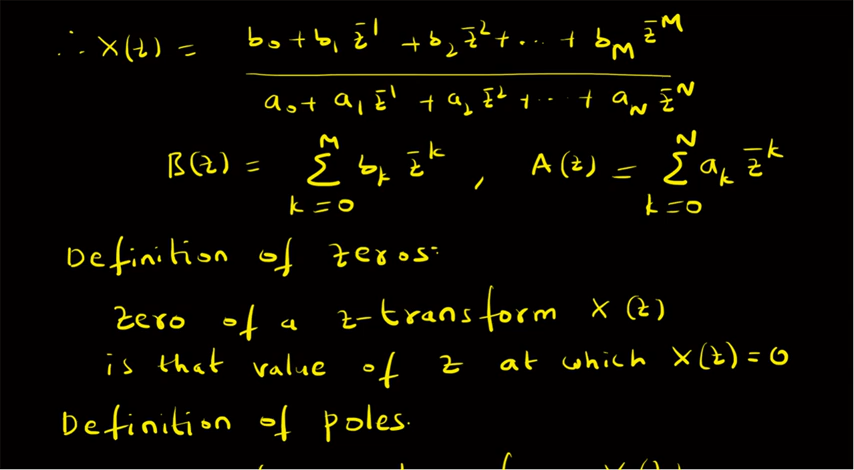 ∴ X(z) = (b₀ + b₁ z⁻¹ + b₂ z⁻² + ... + b_M z^-M) / (a₀ + a₁ z⁻¹ + a₂ z⁻² + ... + a_N z^-N)
B(z) = Σ_{k=0}^{M} b_k z^-k , A(z) = Σ_{k=0}^{N} a_k z^-k
Definition of zeros:
zero of a z-transform X(z)
is that value of z at which X(z) = 0
Definition of poles.